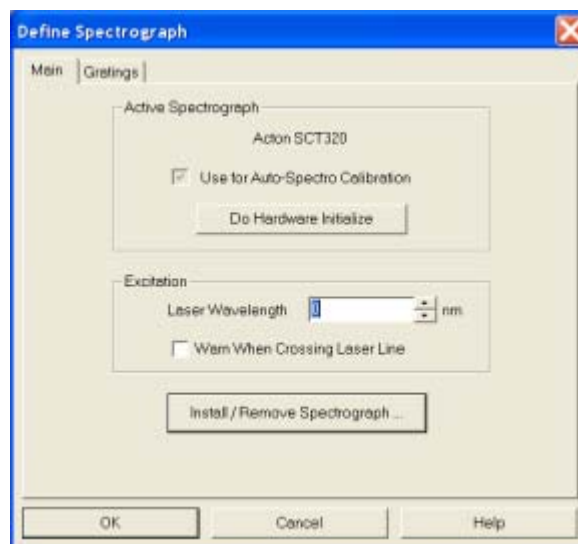 Define Spectrograph
Main Gratings
Active Spectrograph
Acton SCT320
Use for Auto-Spectro Calibration
Do Hardware Initialize
Excitation
Laser Wavelength 0 nm
Warn When Crossing Laser Line
Install / Remove Spectrograph ...
OK Cancel Help